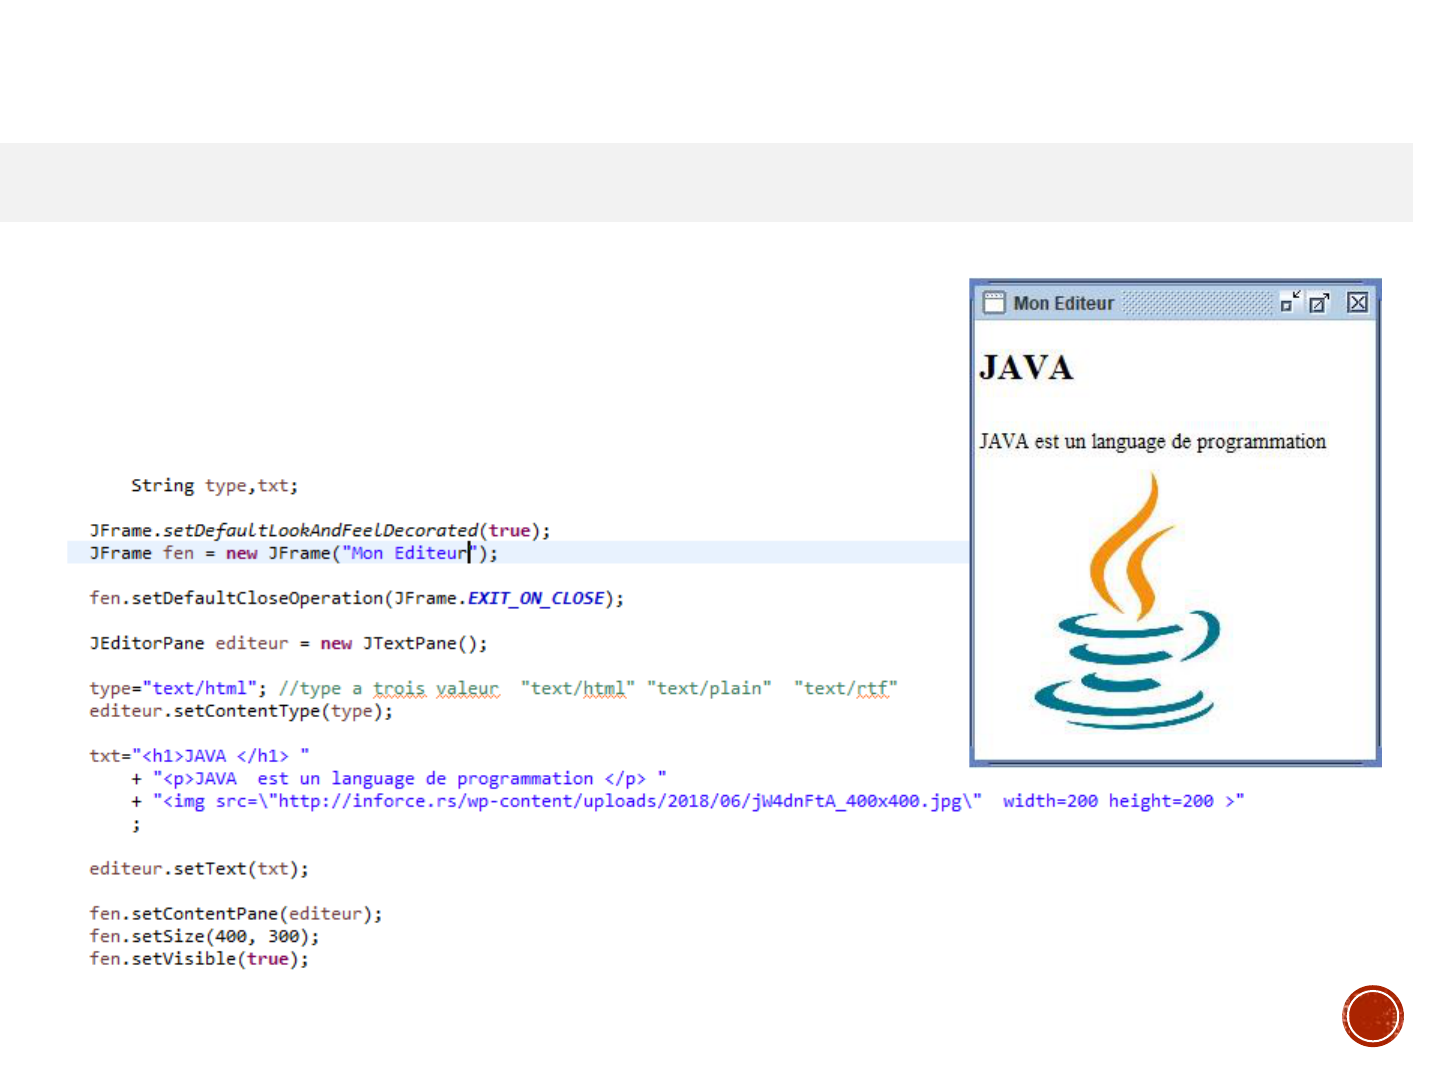 Mon Editeur
JAVA
JAVA est un language de programmation
String type,txt;
JFrame.setDefaultLookAndFeelDecorated(true);
JFrame fen = new JFrame("Mon Editeur");
fen.setDefaultCloseOperation(JFrame.EXIT_ON_CLOSE);
JEditorPane editeur = new JTextPane();
type="text/html"; //type a trois valeur  "text/html" "text/plain"  "text/rtf"
editeur.setContentType(type);
txt="<h1>JAVA </h1> "
+ "<p>JAVA  est un language de programmation </p> "
+ "<img src=\"http://inforce.rs/wp-content/uploads/2018/06/jW4dnFtA_400x400.jpg\"  width=200 height=200 >"
;
editeur.setText(txt);
fen.setContentPane(editeur);
fen.setSize(400, 300);
fen.setVisible(true);